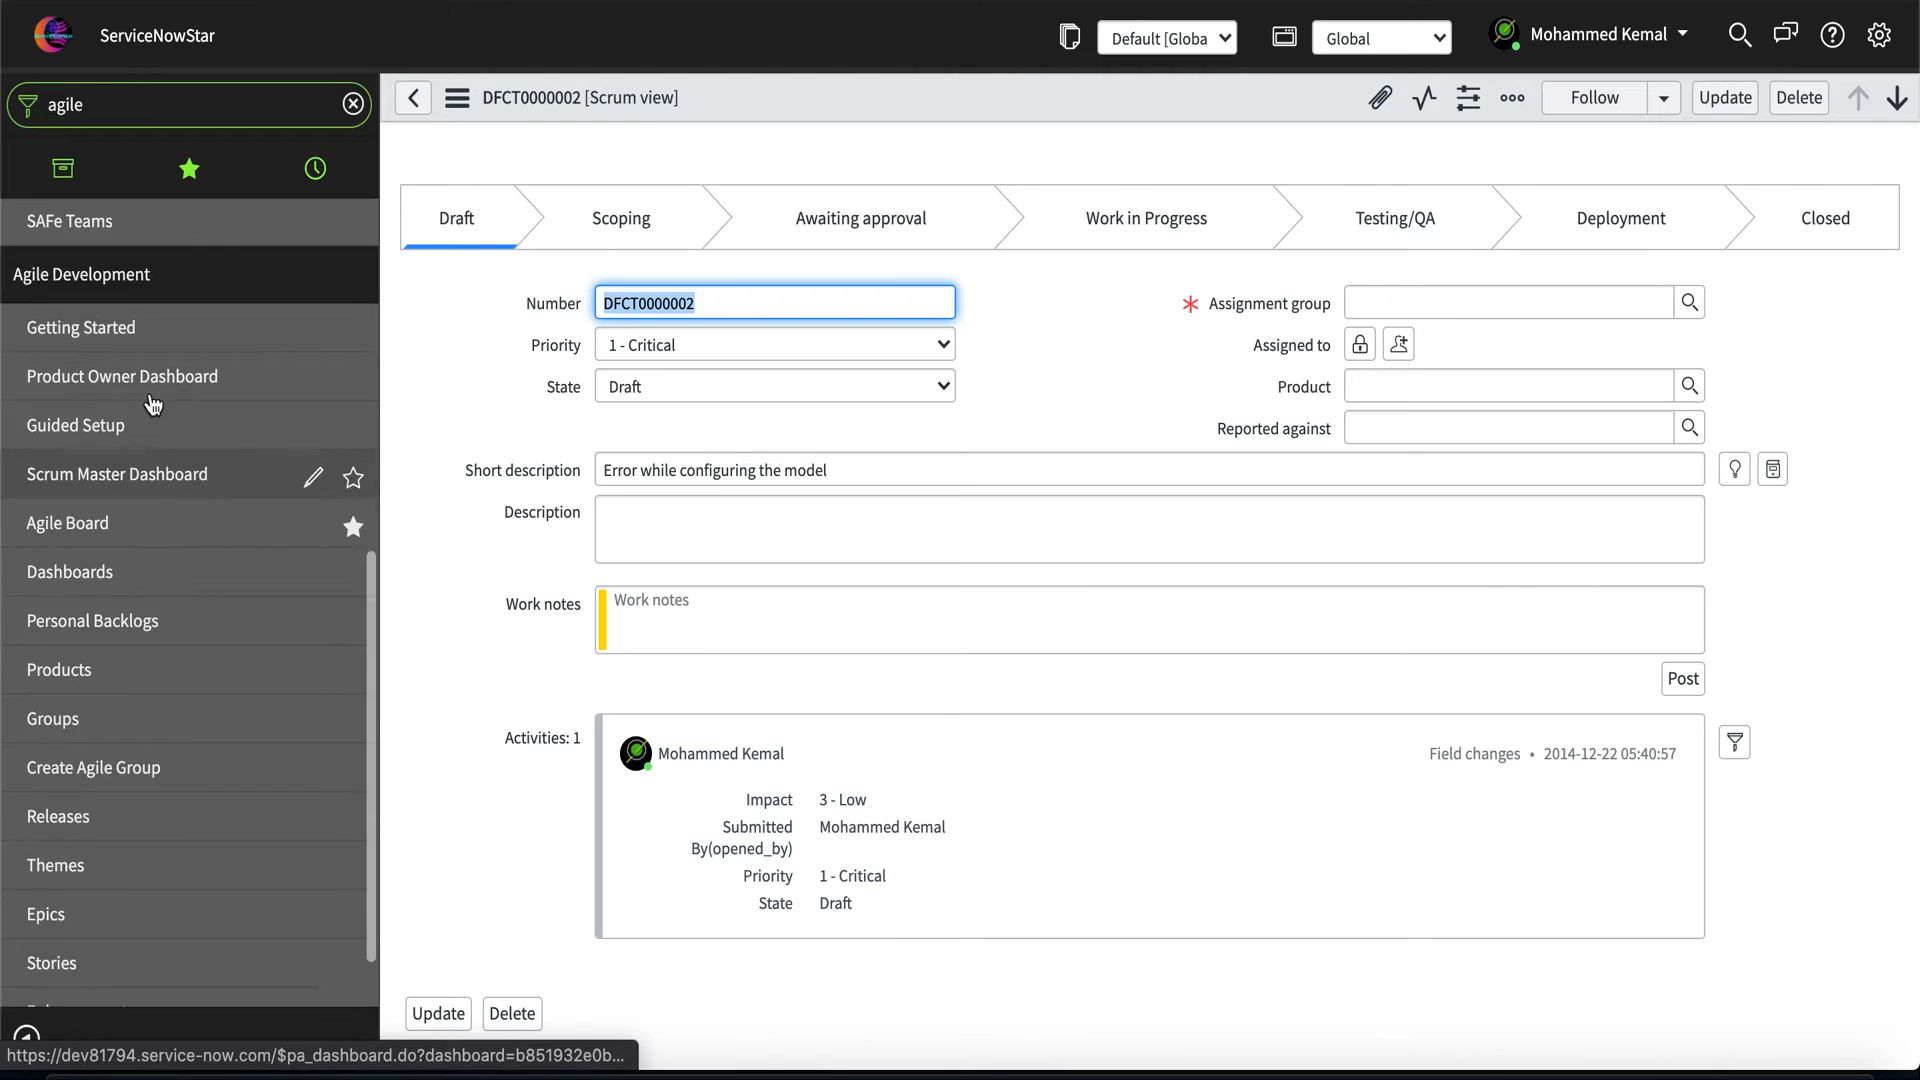 ServiceNowStar
Default [Globa
Global
Mohammed Kemal
agile
DFCT0000002 [Scrum view]
Follow
Update
Delete
SAFe Teams
Agile Development
Getting Started
Product Owner Dashboard
Guided Setup
Scrum Master Dashboard
Agile Board
Dashboards
Personal Backlogs
Products
Groups
Create Agile Group
Releases
Themes
Epics
Stories
Draft
Scoping
Awaiting approval
Work in Progress
Testing/QA
Deployment
Closed
Number DFCT0000002
Priority 1 - Critical
State Draft
Assignment group
Assigned to
Product
Reported against
Short description Error while configuring the model
Description
Work notes Work notes
Post
Activities: 1
Mohammed Kemal Field changes • 2014-12-22 05:40:57
Impact 3 - Low
Submitted Mohammed Kemal
By(opened_by)
Priority 1 - Critical
State Draft
Update
Delete
https://dev81794.service-now.com/$pa_dashboard.do?dashboard=b851932e0b...